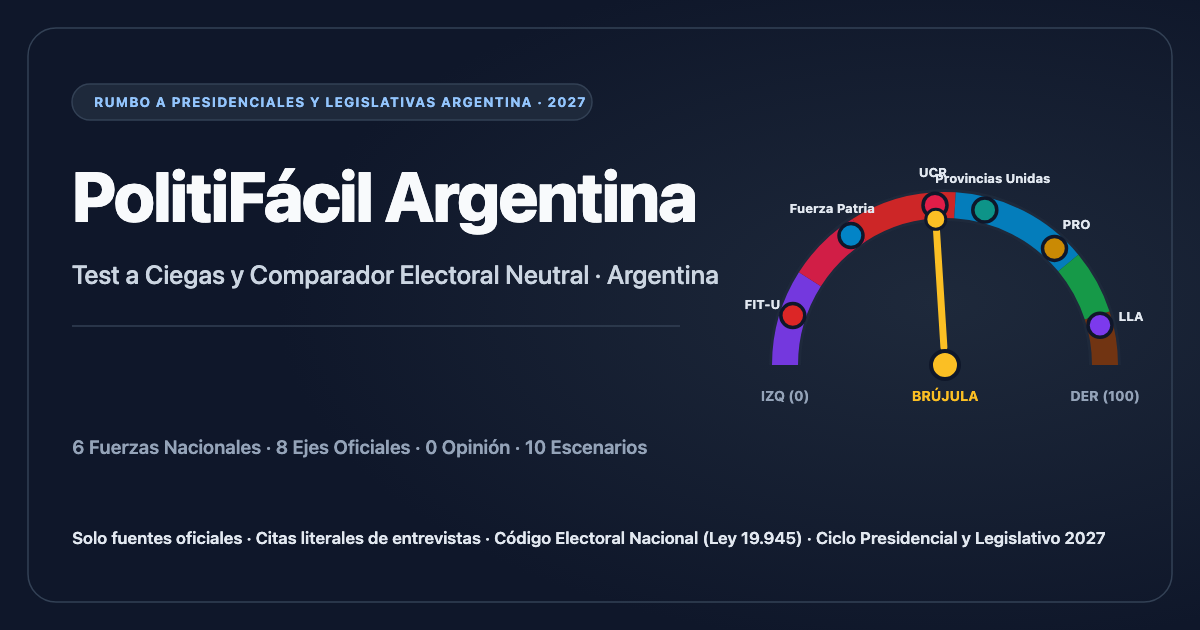 RUMBO A PRESIDENCIALES Y LEGISLATIVAS ARGENTINA · 2027
PolitiFácil Argentina
Test a Ciegas y Comparador Electoral Neutral · Argentina
UCR
Provincias Unidas
Fuerza Patria
PRO
FIT-U
LLA
IZQ (0)
BRÚJULA
DER (100)
6 Fuerzas Nacionales · 8 Ejes Oficiales · 0 Opinión · 10 Escenarios
Solo fuentes oficiales · Citas literales de entrevistas · Código Electoral Nacional (Ley 19.945) · Ciclo Presidencial y Legislativo 2027